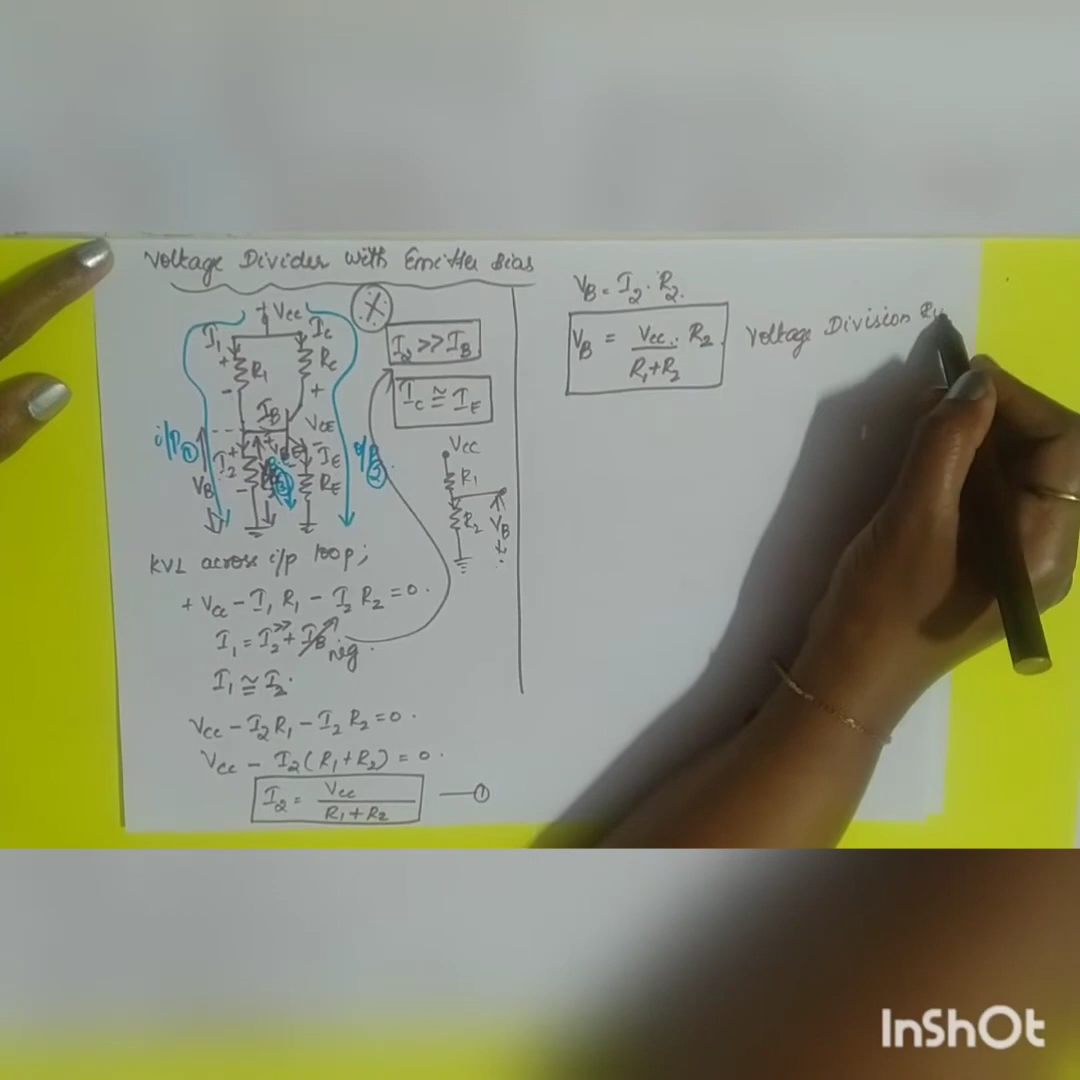 Voltage Divider with Emitter Bias
+Vcc
I1
Ic
I2 >> IB
+
R1
Rc
-
+
Ic ≅ IE
IB
VCE
i/p ①
I2
IE
②
VB
③
RE
Vcc
R1
R2
VB
KVL across i/p loop;
+ Vcc - I1 R1 - I2 R2 = 0.
I1 = I2 >> + IB neg.
I1 ≅ I2.
Vcc - I2 R1 - I2 R2 = 0.
Vcc - I2 (R1 + R2) = 0.
I2 = Vcc / R1 + R2 — ①
VB = I2 . R2.
VB = Vcc . R2 / R1+R2 Voltage Division Ru
InShOt